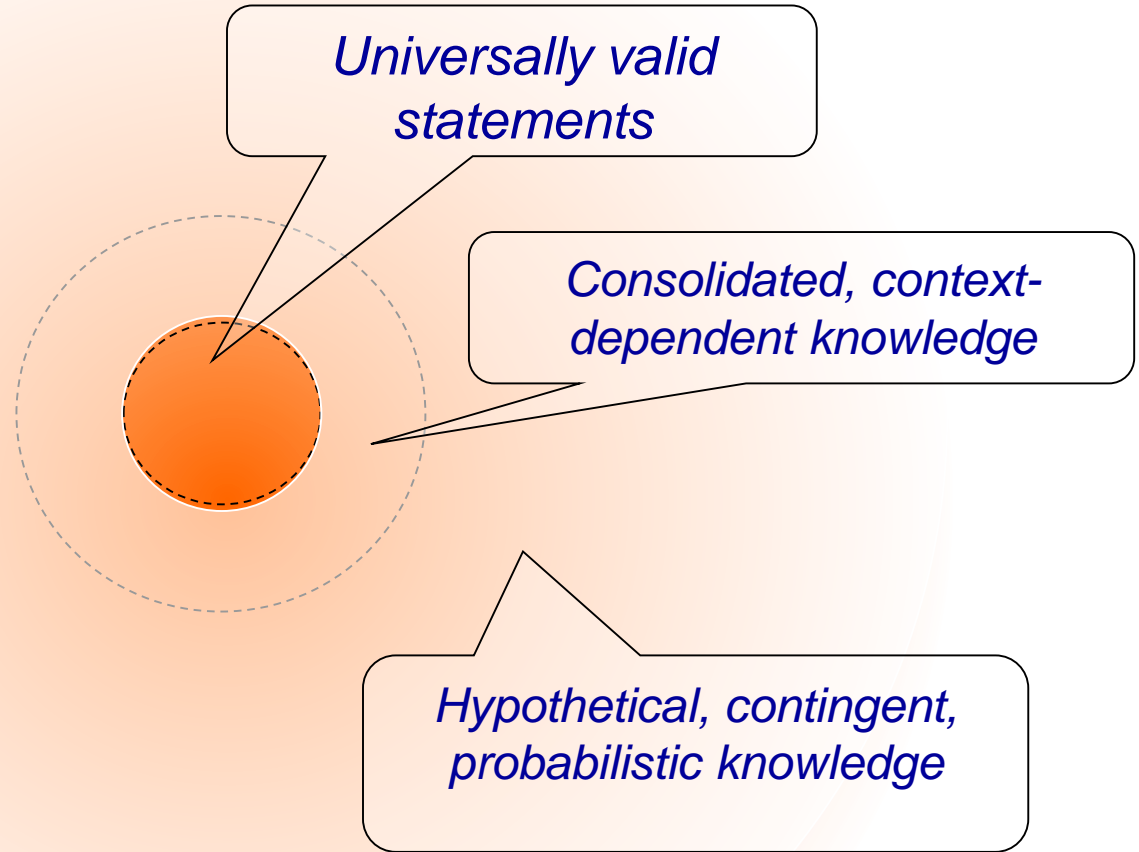 Universally valid
statements
Consolidated, context-
dependent knowledge
Hypothetical, contingent,
probabilistic knowledge